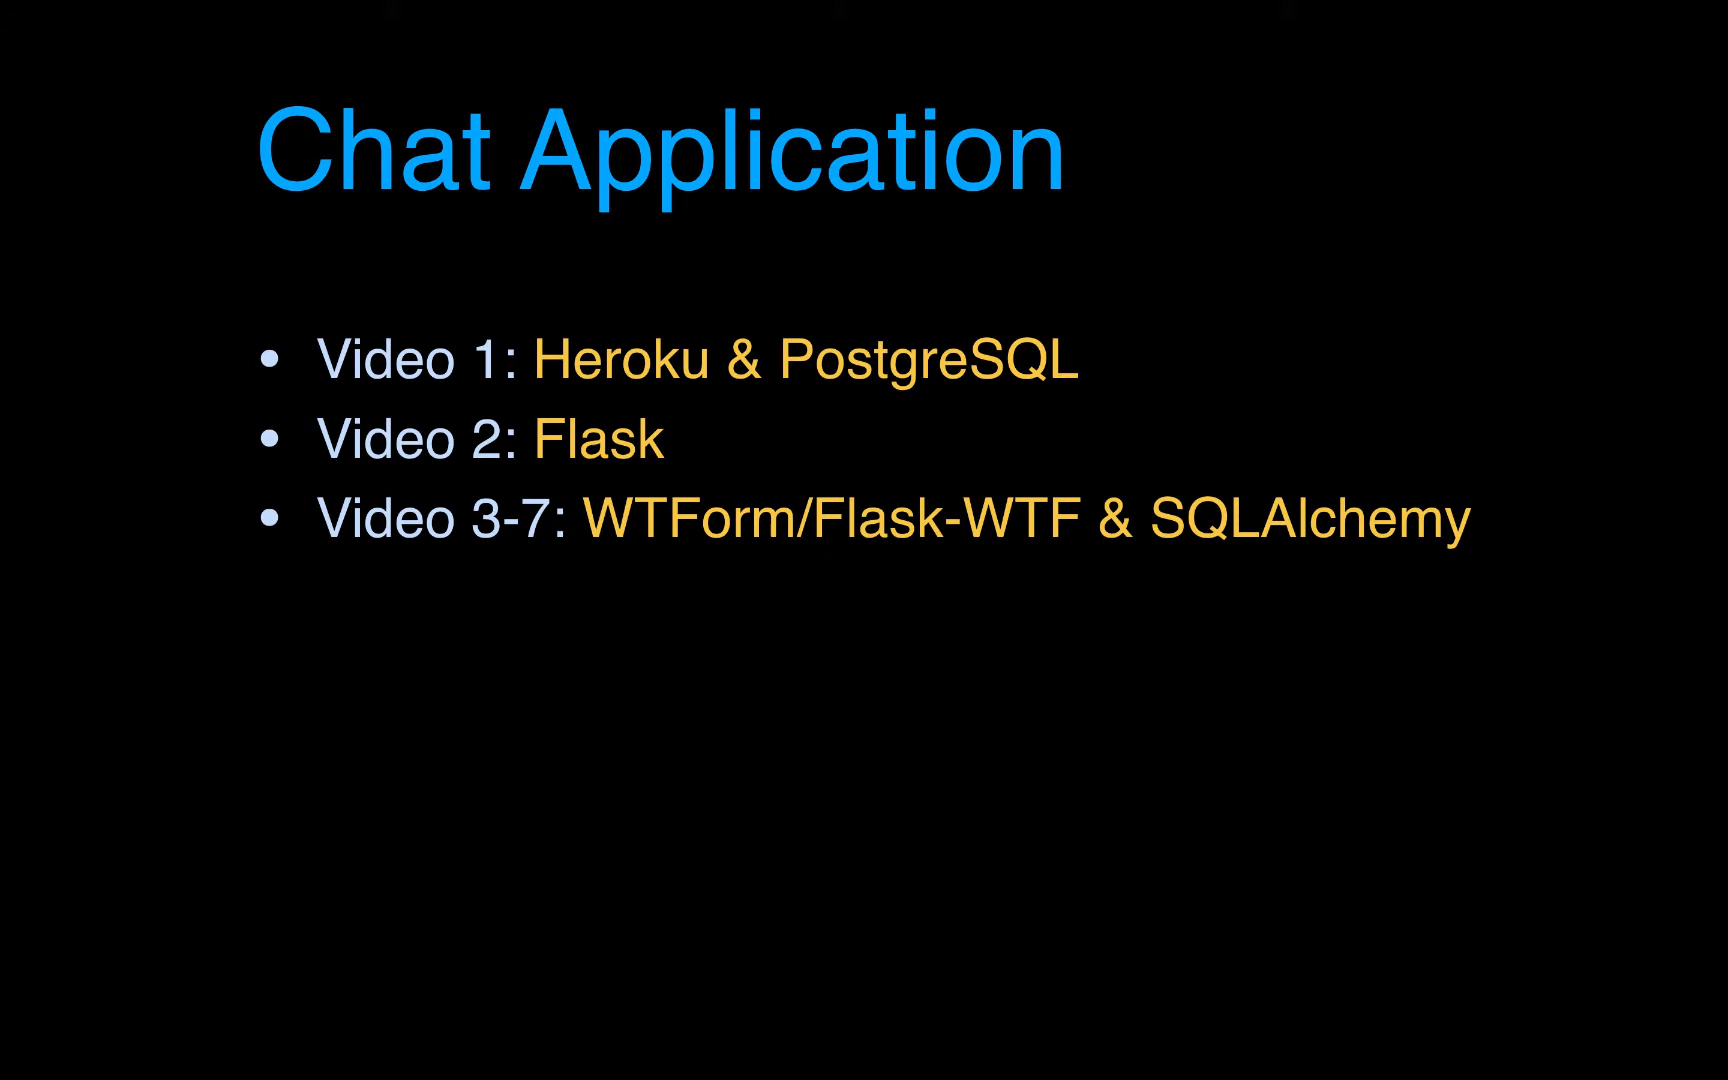 Chat Application
• Video 1: Heroku & PostgreSQL
• Video 2: Flask
• Video 3-7: WTForm/Flask-WTF & SQLAlchemy